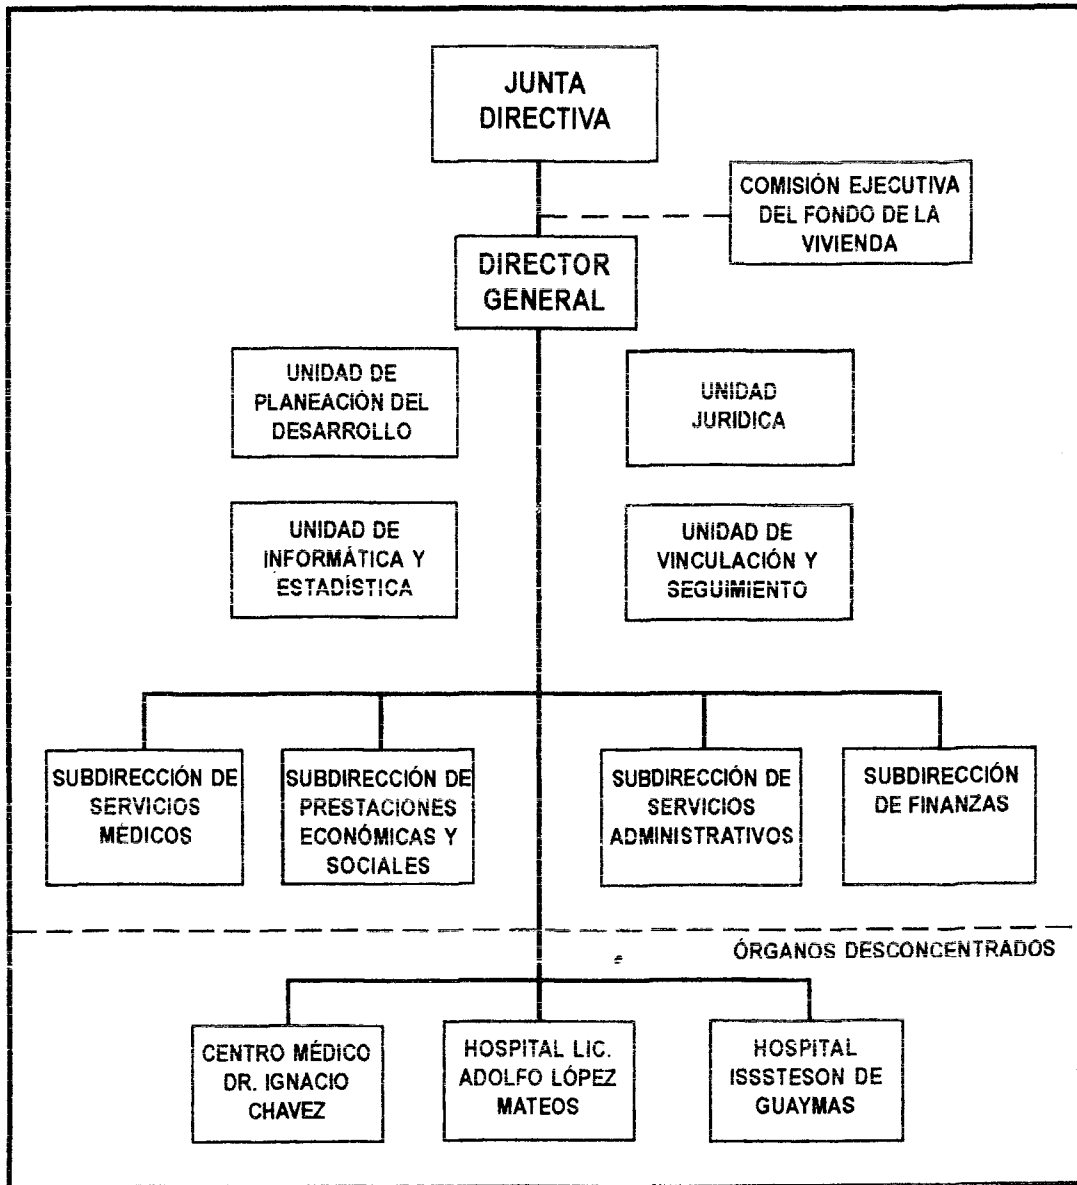 JUNTA
DIRECTIVA
COMISIÓN EJECUTIVA
DEL FONDO DE LA
VIVIENDA
DIRECTOR
GENERAL
UNIDAD DE
PLANEACIÓN DEL
DESARROLLO
UNIDAD
JURIDICA
UNIDAD DE
INFORMÁTICA Y
ESTADÍSTICA
UNIDAD DE
VINCULACIÓN Y
SEGUIMIENTO
SUBDIRECCIÓN DE
SERVICIOS
MÉDICOS
SUBDIRECCIÓN DE
PRESTACIONES
ECONÓMICAS Y
SOCIALES
SUBDIRECCIÓN DE
SERVICIOS
ADMINISTRATIVOS
SUBDIRECCIÓN
DE FINANZAS
ÓRGANOS DESCONCENTRADOS
CENTRO MÉDICO
DR. IGNACIO
CHAVEZ
HOSPITAL LIC.
ADOLFO LÓPEZ
MATEOS
HOSPITAL
ISSSTESON DE
GUAYMAS